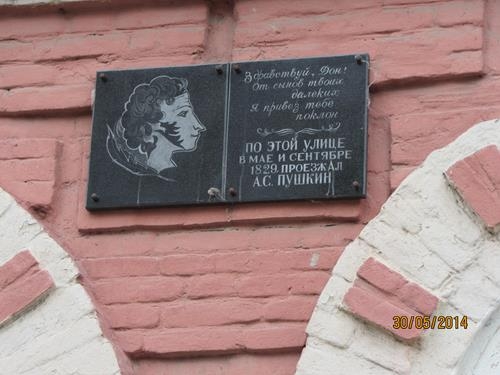 Здравствуй, Дон!
От сынов твоих
далеких
Я привез тебе
поклон
ПО ЭТОЙ УЛИЦЕ
В МАЕ И СЕНТЯБРЕ
1829 ПРОЕЗЖАЛ
А.С. ПУШКИН
30/05/2014